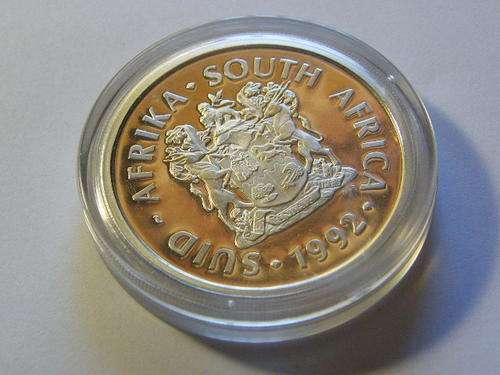 SUID · AFRIKA · SOUTH AFRICA · 1992 ·